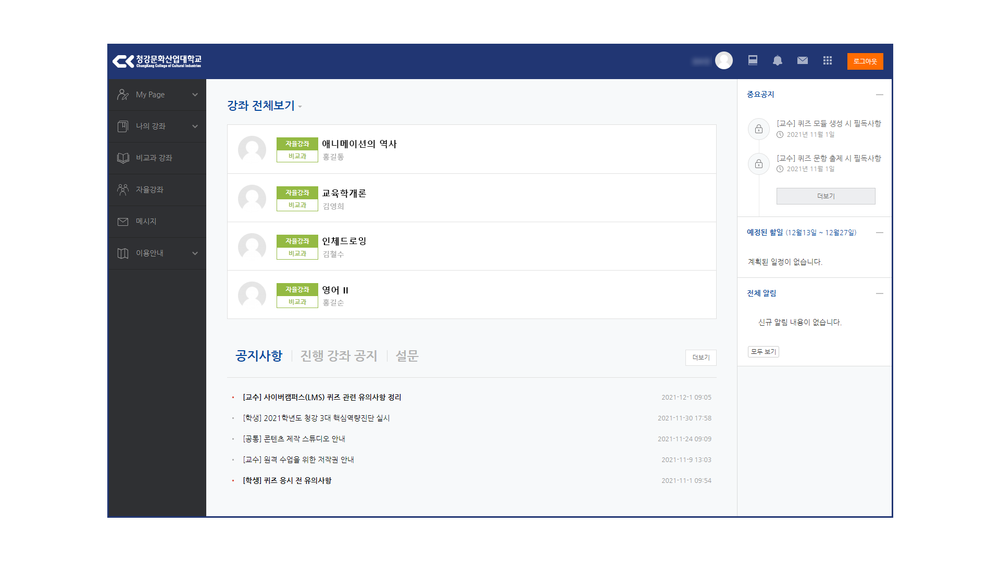 청강문화산업대학교
ChungKang College of Cultural Industries
로그아웃
My Page
나의 강좌
비교과 강좌
자율강좌
메시지
이용안내
강좌 전체보기
자율강좌
비교과
애니메이션의 역사
홍길동
자율강좌
비교과
교육학개론
김영희
자율강좌
비교과
인체드로잉
김철수
자율강좌
비교과
영어 II
홍길순
공지사항
진행 강좌 공지
설문
더보기
[교수] 사이버캠퍼스(LMS) 퀴즈 관련 유의사항 정리 2021-12-1 09:05
[학생] 2021학년도 청강 3대 핵심역량진단 실시 2021-11-30 17:58
[공통] 콘텐츠 제작 스튜디오 안내 2021-11-24 09:09
[교수] 원격 수업을 위한 저작권 안내 2021-11-9 13:03
[학생] 퀴즈 응시 전 유의사항 2021-11-1 09:54
중요공지
[교수] 퀴즈 모듈 생성 시 필독사항
2021년 11월 1일
[교수] 퀴즈 문항 출제 시 필독사항
2021년 11월 1일
더보기
예정된 할일 (12월13일 ~ 12월27일)
계획된 일정이 없습니다.
전체 알림
신규 알림 내용이 없습니다.
모두 보기